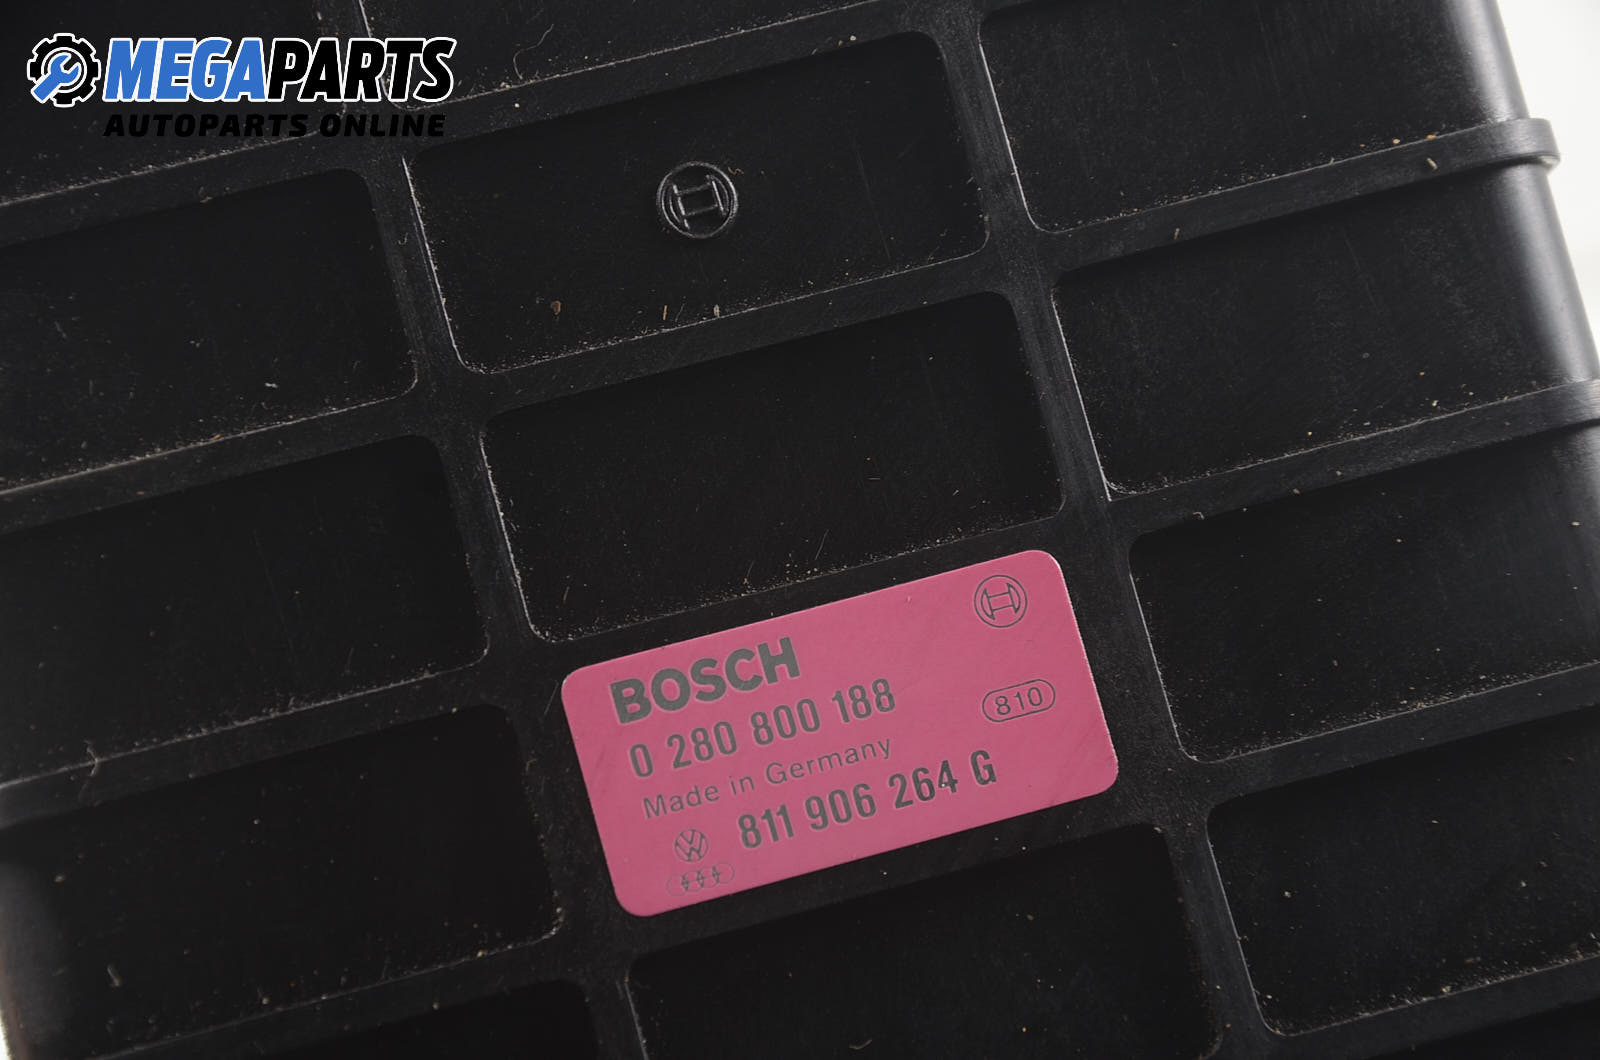 MEGAPARTS
AUTOPARTS ONLINE
BOSCH
0 280 800 188
810
Made in Germany
811 906 264 G